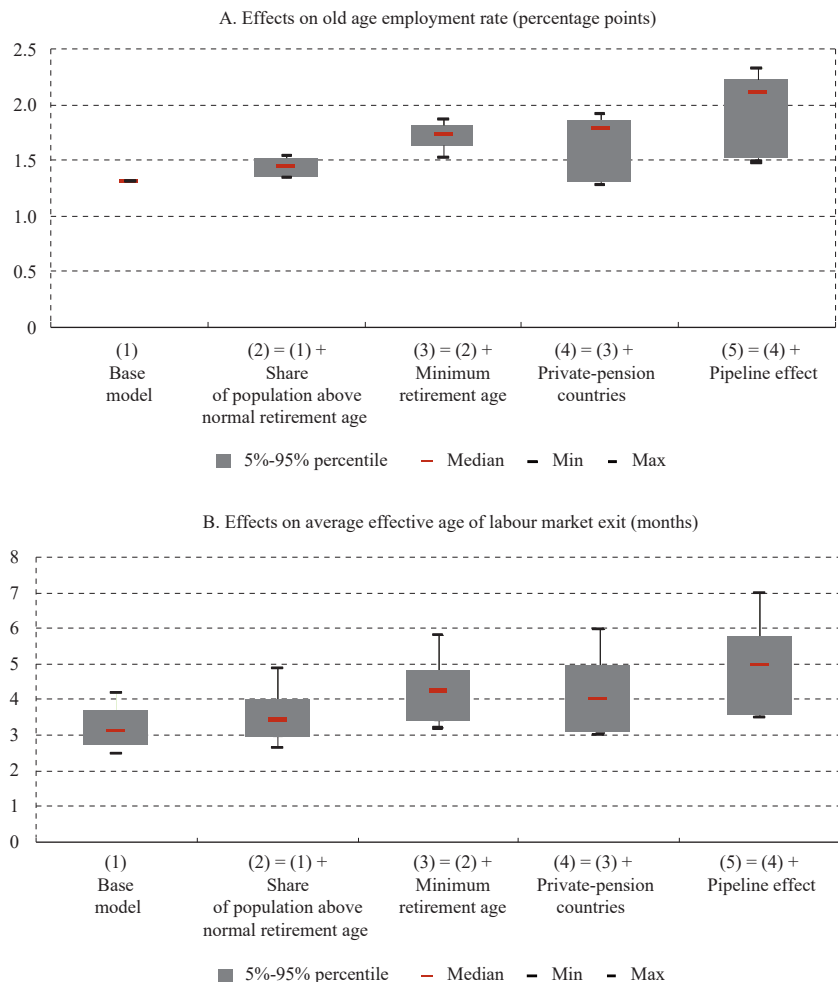 A. Effects on old age employment rate (percentage points)
2.5
2.0
1.5
1.0
0.5
0
(1) (2) = (1) + (3) = (2) + (4) = (3) + (5) = (4) +
Base Share Minimum Private-pension Pipeline effect
model of population above retirement age countries
normal retirement age
5%-95% percentile Median Min Max
B. Effects on average effective age of labour market exit (months)
8
7
6
5
4
3
2
1
0
(1) (2) = (1) + (3) = (2) + (4) = (3) + (5) = (4) +
Base Share Minimum Private-pension Pipeline effect
model of population above retirement age countries
normal retirement age
5%-95% percentile Median Min Max